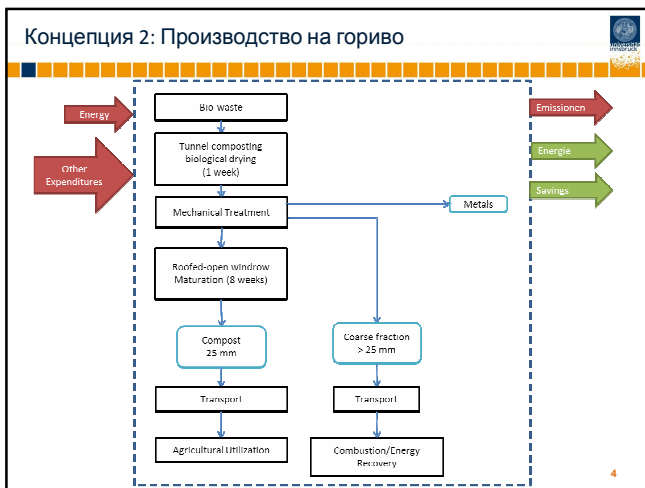 Концепция 2: Производство на гориво
universität
innsbruck
Energy
Other
Expenditures
Bio waste
Tunnel composting
biological drying
(1 week)
Mechanical Treatment
Metals
Roofed-open windrow
Maturation (8 weeks)
Compost
25 mm
Coarse fraction
> 25 mm
Transport
Transport
Agricultural Utilization
Combustion/Energy
Recovery
Emissionen
Energie
Savings
4